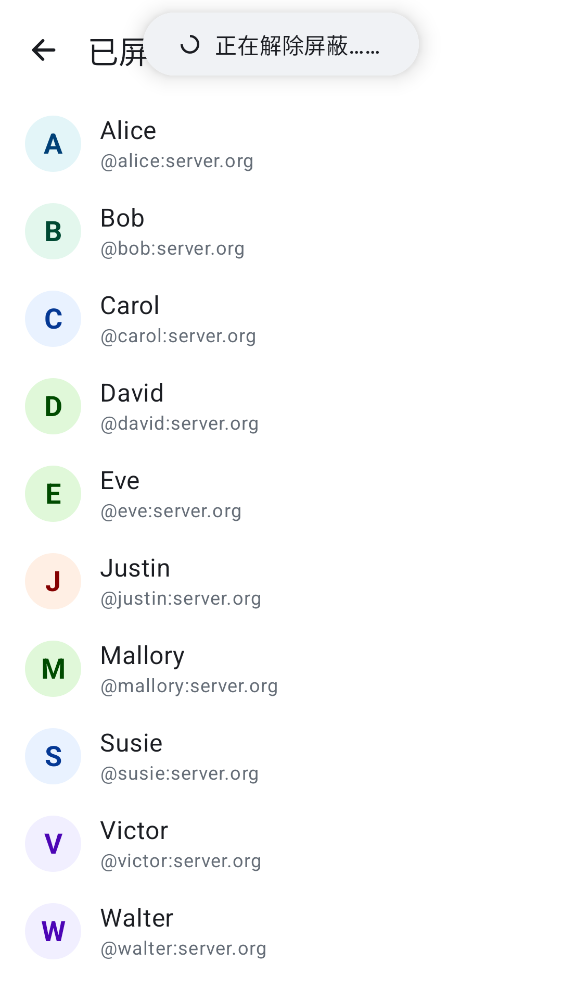 已屏
正在解除屏蔽……
A
Alice
@alice:server.org
B
Bob
@bob:server.org
C
Carol
@carol:server.org
D
David
@david:server.org
E
Eve
@eve:server.org
J
Justin
@justin:server.org
M
Mallory
@mallory:server.org
S
Susie
@susie:server.org
V
Victor
@victor:server.org
W
Walter
@walter:server.org